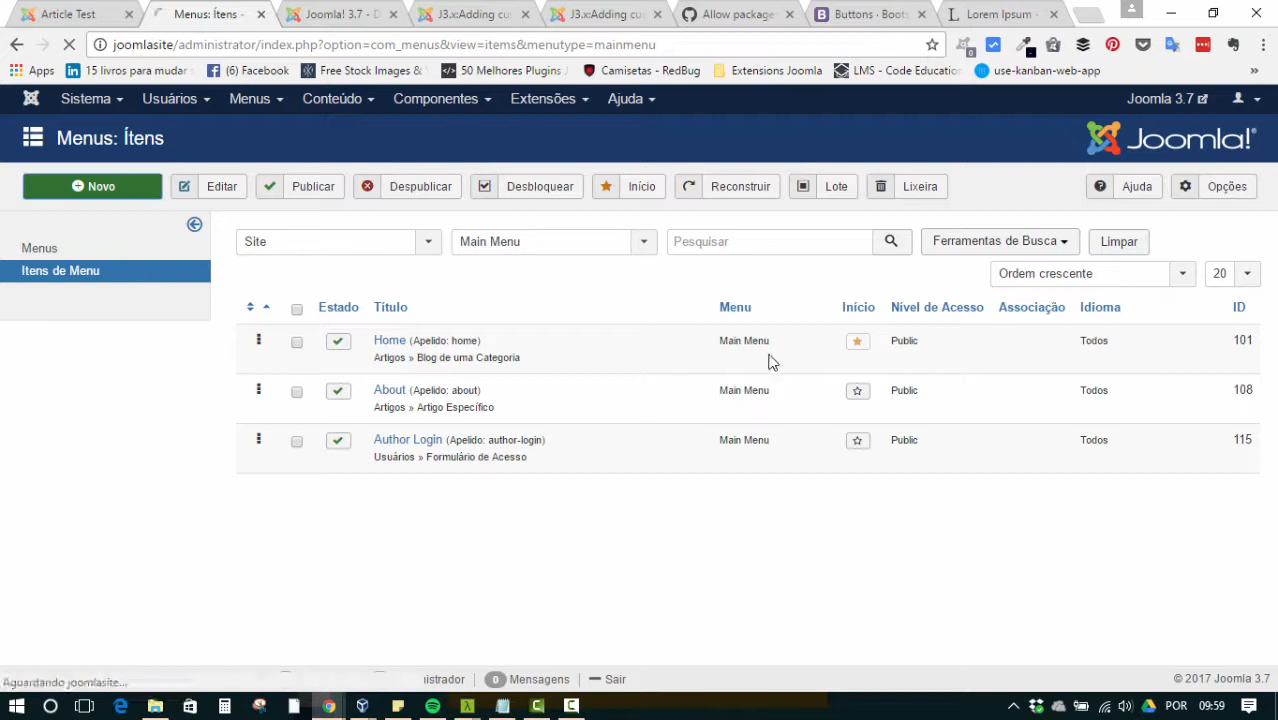 Article Test
Menus: Ítens -
Joomla! 3.7 - D
J3.x:Adding cus
J3.x:Adding cus
Allow package
Buttons · Boots
Lorem Ipsum -
joomlasite/administrator/index.php?option=com_menus&view=items&menutype=mainmenu
Apps
15 livros para mudar s
(6) Facebook
Free Stock Images & V
</> 50 Melhores Plugins J
Camisetas - RedBug
Extensions Joomla
LMS - Code Education
use-kanban-web-app
»
Sistema
Usuários
Menus
Conteúdo
Componentes
Extensões
Ajuda
Joomla 3.7
Menus: Ítens
Joomla!
Novo
Editar
Publicar
Despublicar
Desbloquear
Início
Reconstruir
Lote
Lixeira
Ajuda
Opções
Menus
Itens de Menu
Site
Main Menu
Pesquisar
Ferramentas de Busca
Limpar
Ordem crescente
20
Estado
Título
Menu
Início
Nível de Acesso
Associação
Idioma
ID
Home (Apelido: home)
Artigos » Blog de uma Categoria
Main Menu
Public
Todos
101
About (Apelido: about)
Artigos » Artigo Específico
Main Menu
Public
Todos
108
Author Login (Apelido: author-login)
Usuários » Formulário de Acesso
Main Menu
Public
Todos
115
Aguardando joomlasite...
nistrador
0 Mensagens
Sair
© 2017 Joomla 3.7
POR
09:59